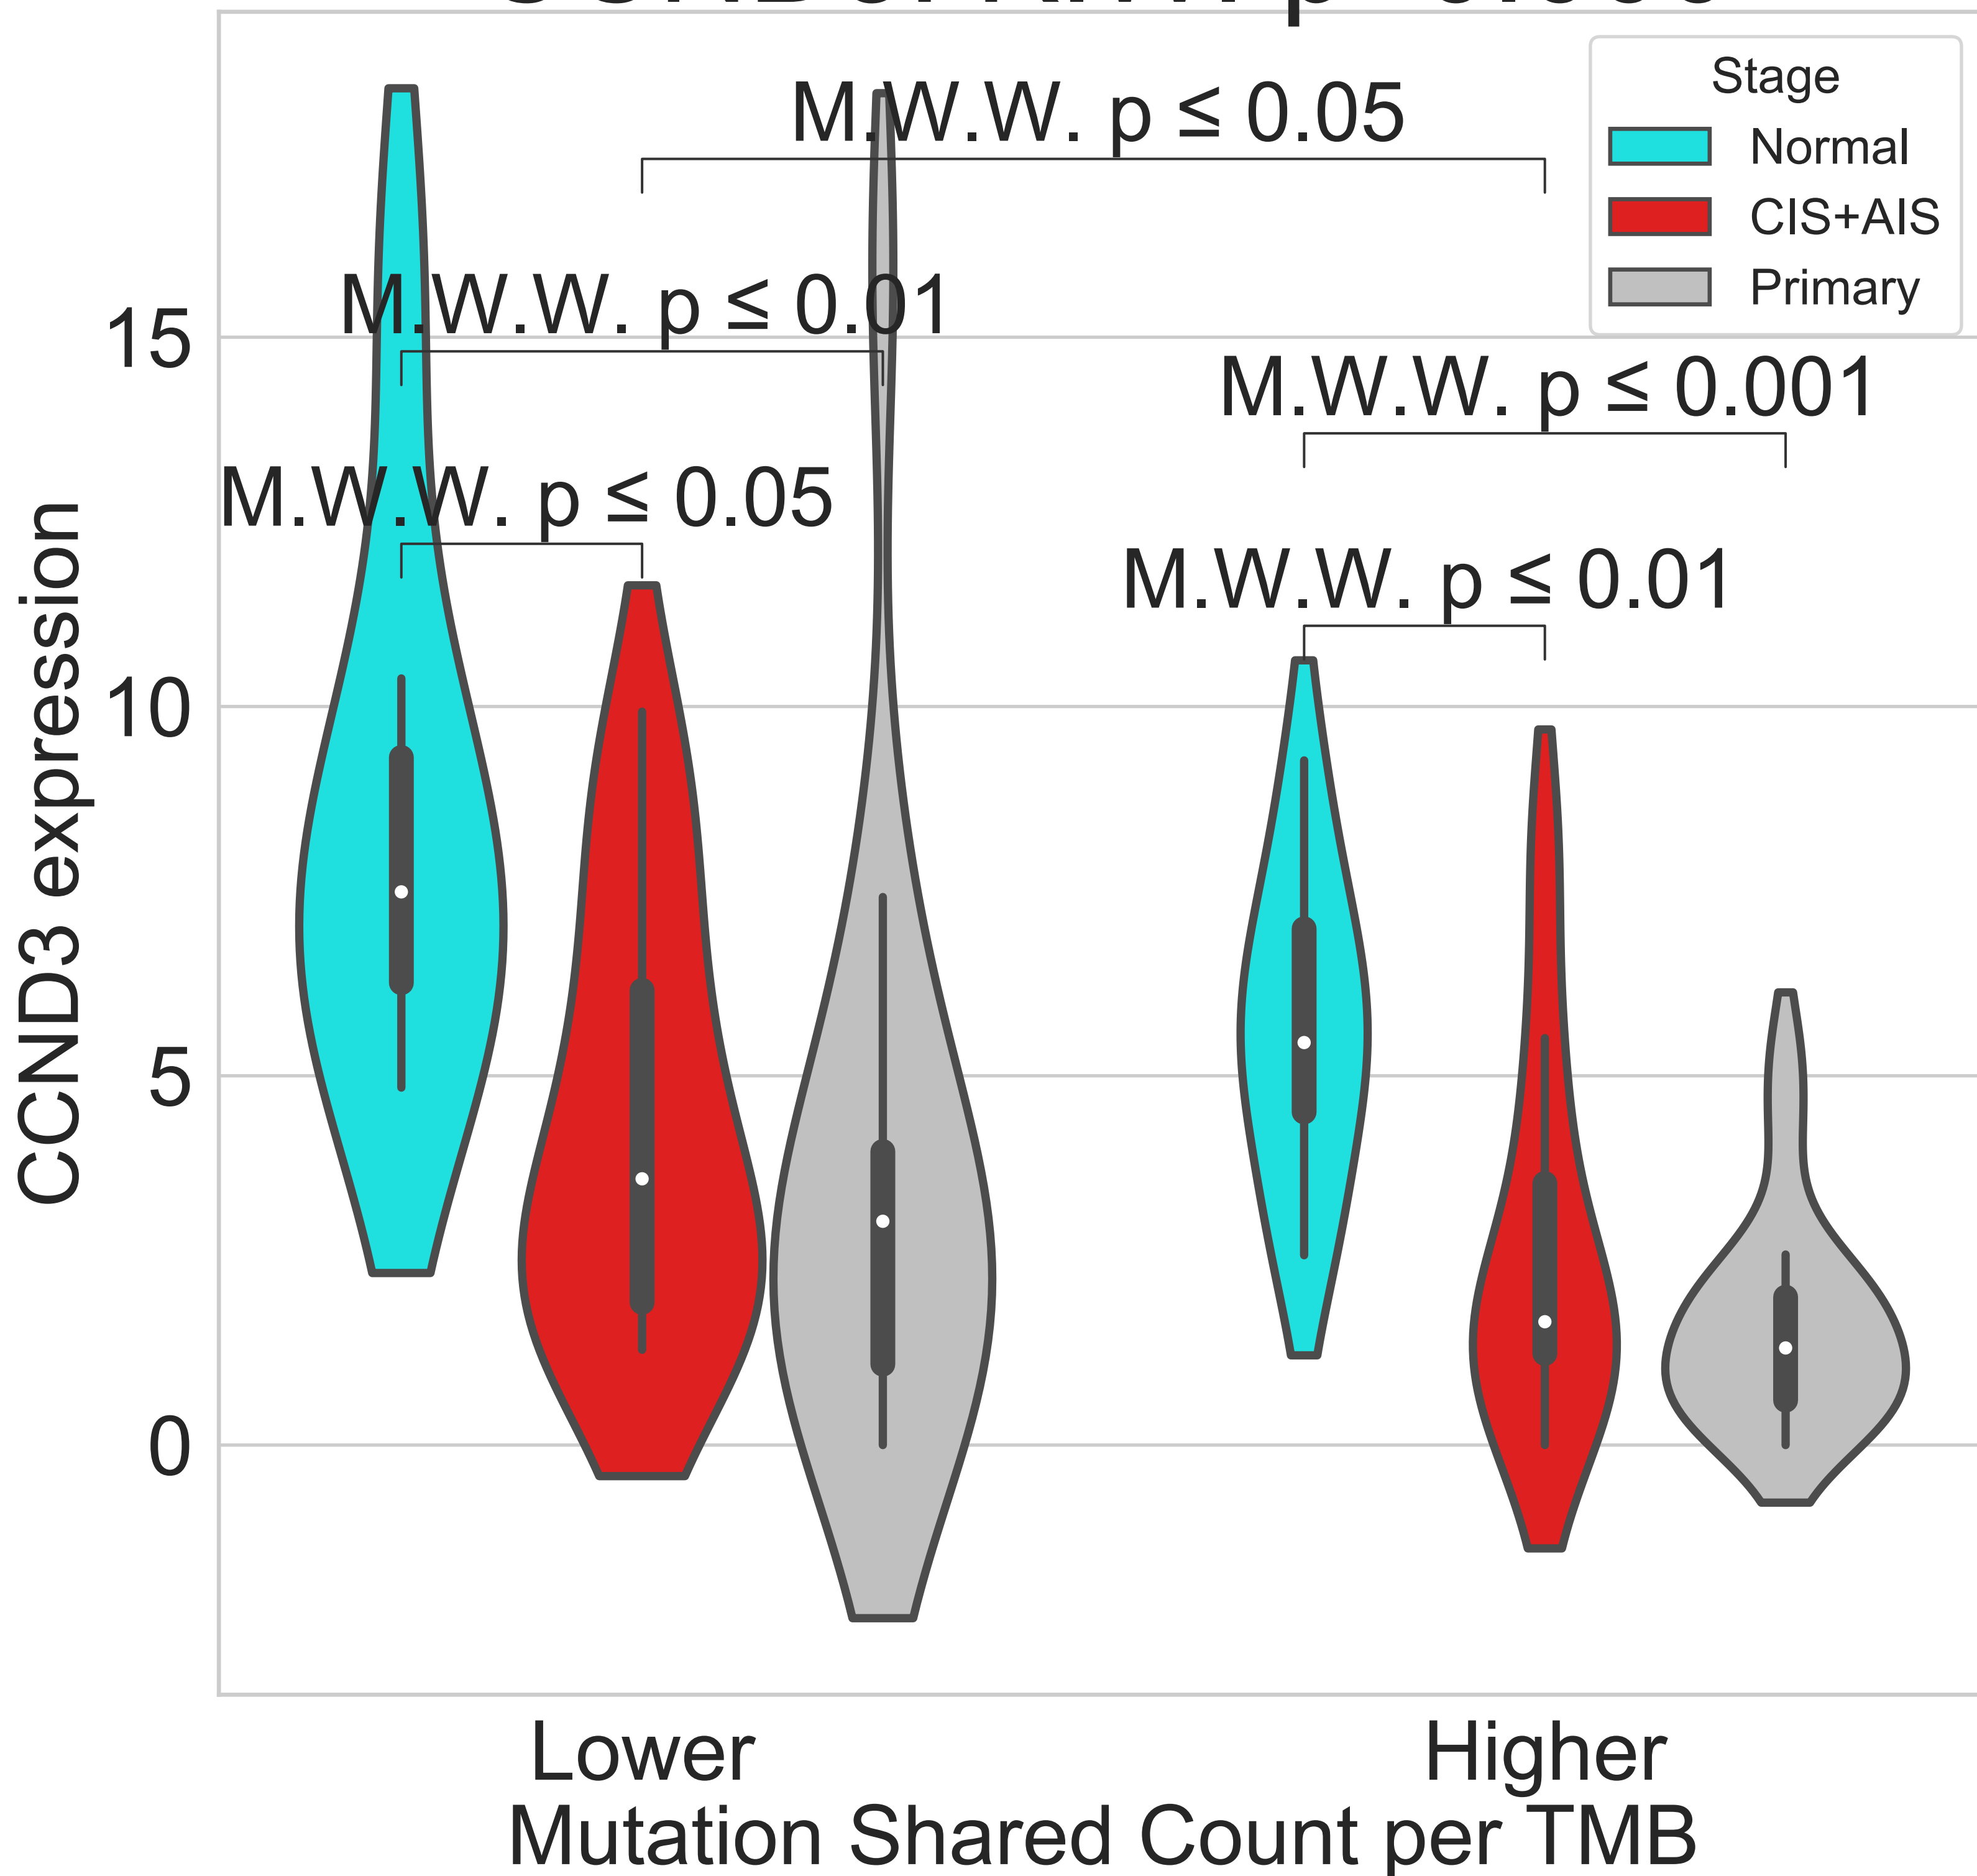 Stage
Normal
CIS+AIS
Primary
M.W.W. p ≤ 0.05
M.W.W. p ≤ 0.01
M.W.W. p ≤ 0.001
M.W.W. p ≤ 0.05
M.W.W. p ≤ 0.01
CCND3 expression
15
10
5
0
Lower
Higher
Mutation Shared Count per TMB